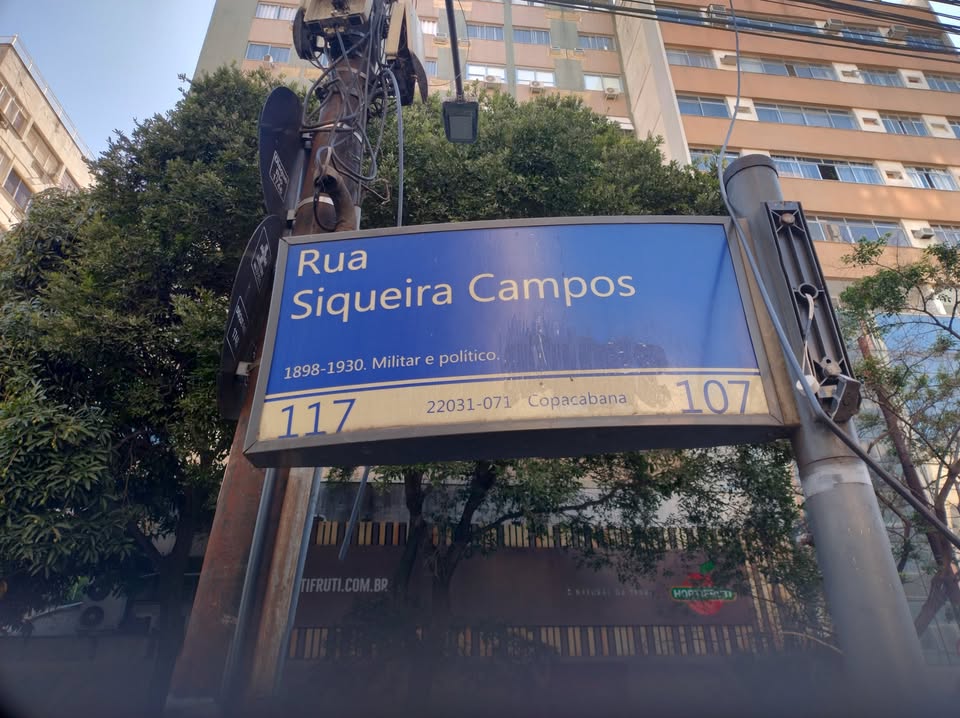 Rua
Siqueira Campos
1898-1930. Militar e político.
117
22031-071 Copacabana
107
TIFRUTI.COM.BR
HORTIFRUTI